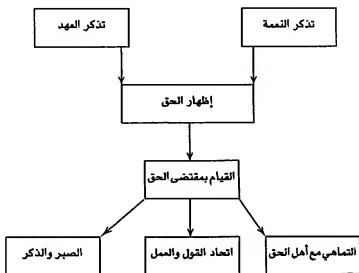 تذكر النعمة
تذكر العهد
إظهار الحق
القيام بمقتضى الحق
التماهي مع أهل الحق
اتحاد القول والعمل
الصبر والذكر